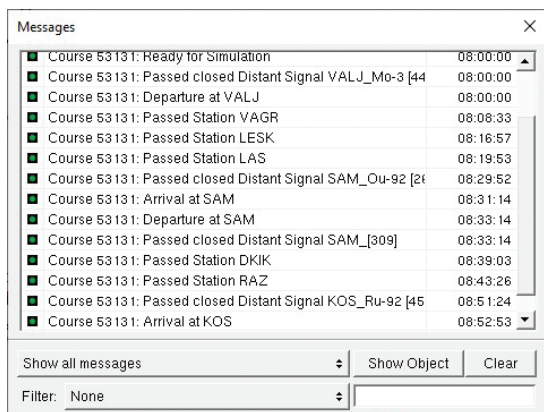 Messages
Course 53131: Ready for Simulation 08:00:00
Course 53131: Passed closed Distant Signal VALJ_Mo-3 [44 08:00:00
Course 53131: Departure at VALJ 08:00:00
Course 53131: Passed Station VAGR 08:08:33
Course 53131: Passed Station LESK 08:16:57
Course 53131: Passed Station LAS 08:19:53
Course 53131: Passed closed Distant Signal SAM_Ou-92 [26 08:29:52
Course 53131: Arrival at SAM 08:31:14
Course 53131: Departure at SAM 08:33:14
Course 53131: Passed closed Distant Signal SAM_[309] 08:33:14
Course 53131: Passed Station DKIK 08:39:03
Course 53131: Passed Station RAZ 08:43:26
Course 53131: Passed closed Distant Signal KOS_Ru-92 [45 08:51:24
Course 53131: Arrival at KOS 08:52:53
Show all messages Show Object Clear
Filter: None